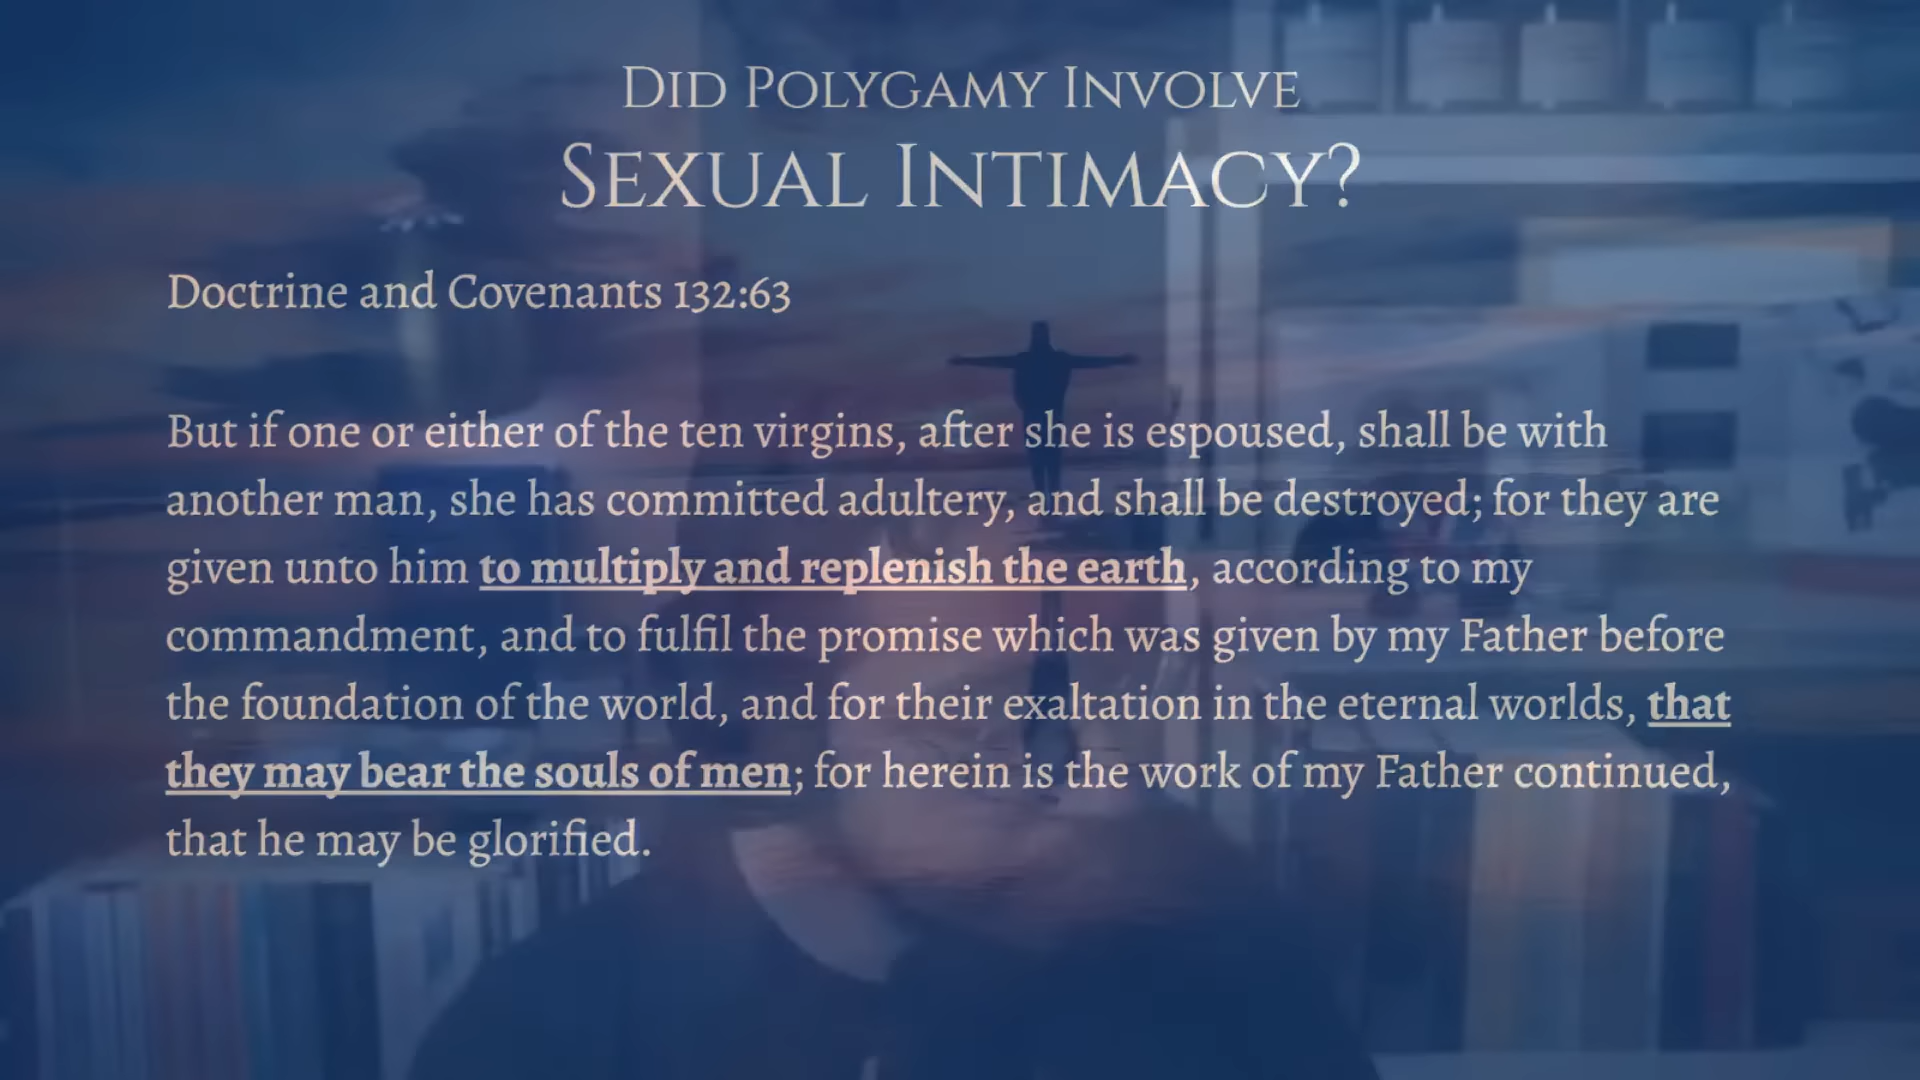 Did Polygamy Involve
Sexual Intimacy?
Doctrine and Covenants 132:63
But if one or either of the ten virgins, after she is espoused, shall be with
another man, she has committed adultery, and shall be destroyed; for they are
given unto him to multiply and replenish the earth, according to my
commandment, and to fulfil the promise which was given by my Father before
the foundation of the world, and for their exaltation in the eternal worlds, that
they may bear the souls of men; for herein is the work of my Father continued,
that he may be glorified.